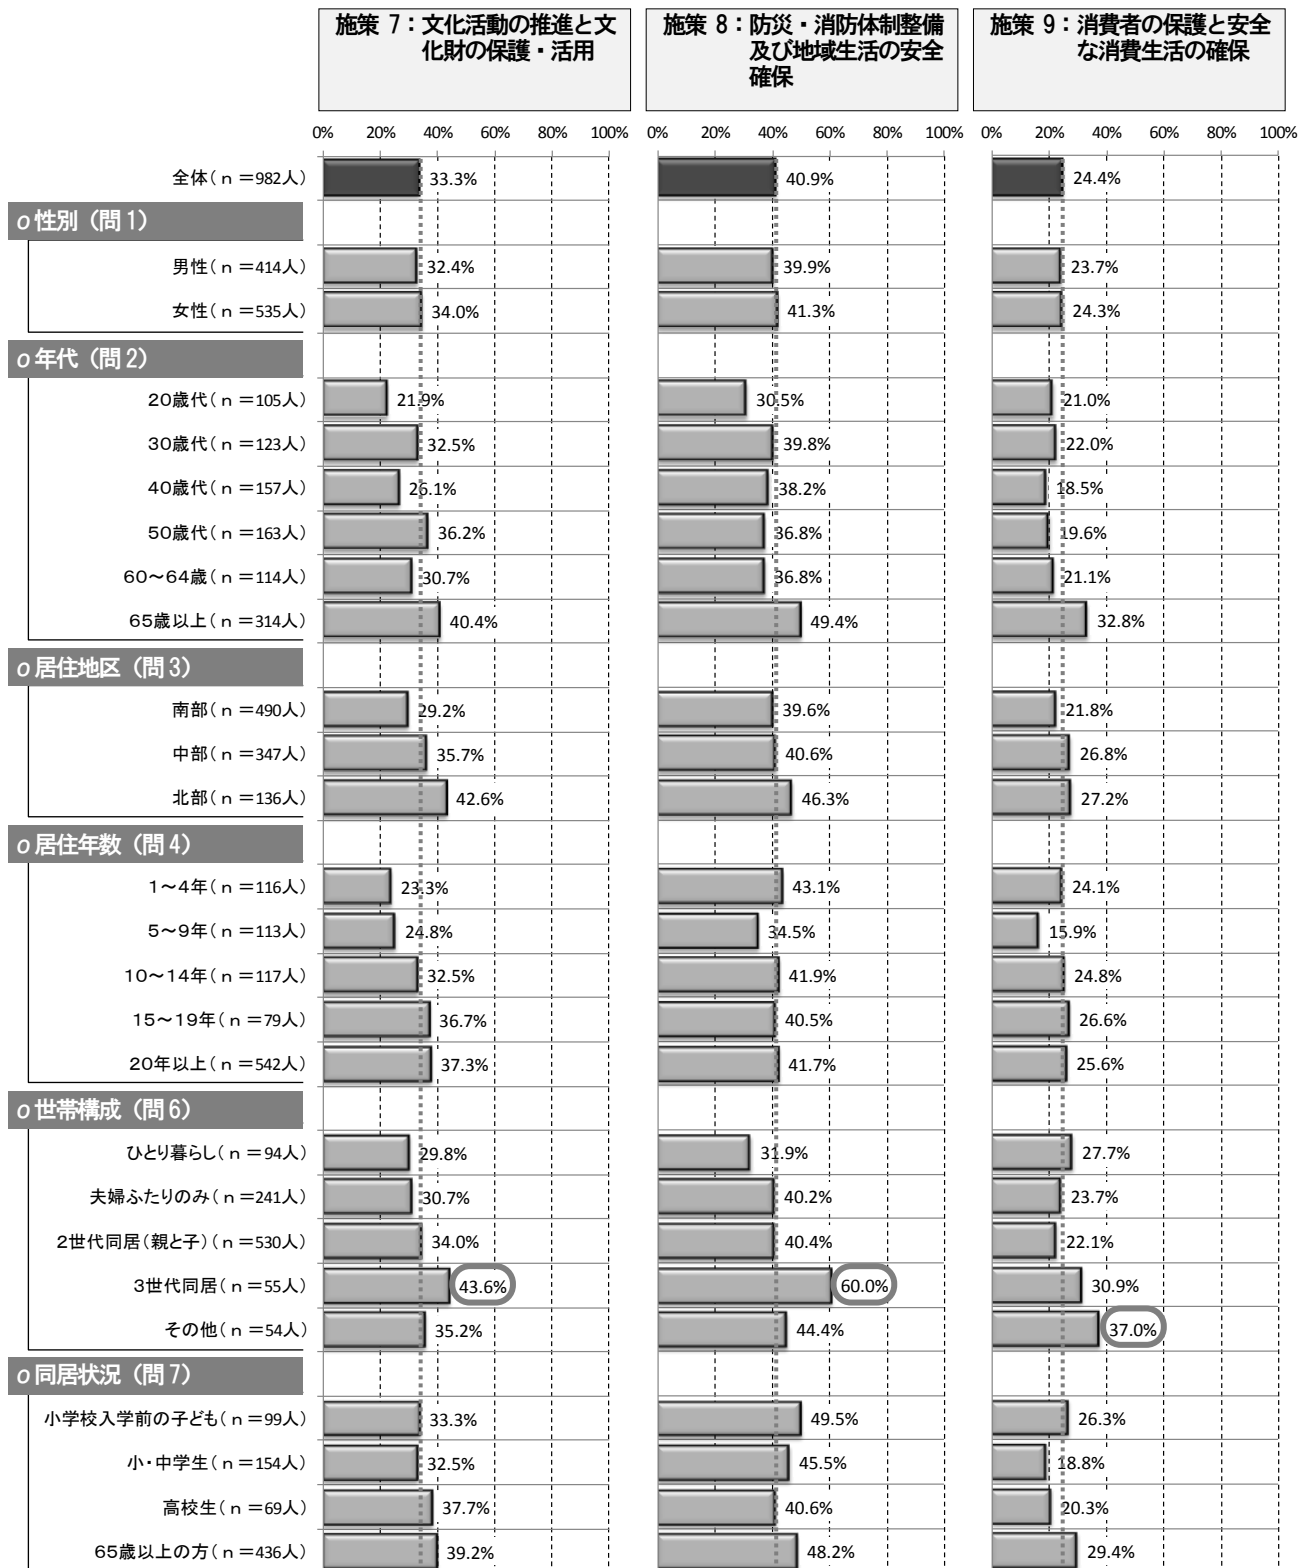 施策 7：文化活動の推進と文
化財の保護・活用
施策 8：防災・消防体制整備
及び地域生活の安全
確保
施策 9：消費者の保護と安全
な消費生活の確保
0% 20% 40% 60% 80% 100% 0% 20% 40% 60% 80% 100% 0% 20% 40% 60% 80% 100%
全体（ｎ＝982人） 33.3% 40.9% 24.4%
o 性別（問1）
男性（ｎ＝414人） 32.4% 39.9% 23.7%
女性（ｎ＝535人） 34.0% 41.3% 24.3%
o 年代（問2）
20歳代（ｎ＝105人） 21.9% 30.5% 21.0%
30歳代（ｎ＝123人） 32.5% 39.8% 22.0%
40歳代（ｎ＝157人） 26.1% 38.2% 18.5%
50歳代（ｎ＝163人） 36.2% 36.8% 19.6%
60～64歳（ｎ＝114人） 30.7% 36.8% 21.1%
65歳以上（ｎ＝314人） 40.4% 49.4% 32.8%
o 居住地区（問3）
南部（ｎ＝490人） 29.2% 39.6% 21.8%
中部（ｎ＝347人） 35.7% 40.6% 26.8%
北部（ｎ＝136人） 42.6% 46.3% 27.2%
o 居住年数（問4）
1～4年（ｎ＝116人） 23.3% 43.1% 24.1%
5～9年（ｎ＝113人） 24.8% 34.5% 15.9%
10～14年（ｎ＝117人） 32.5% 41.9% 24.8%
15～19年（ｎ＝79人） 36.7% 40.5% 26.6%
20年以上（ｎ＝542人） 37.3% 41.7% 25.6%
o 世帯構成（問6）
ひとり暮らし（ｎ＝94人） 29.8% 31.9% 27.7%
夫婦ふたりのみ（ｎ＝241人） 30.7% 40.2% 23.7%
2世代同居（親と子）（ｎ＝530人） 34.0% 40.4% 22.1%
3世代同居（ｎ＝55人） 43.6% 60.0% 30.9%
その他（ｎ＝54人） 35.2% 44.4% 37.0%
o 同居状況（問7）
小学校入学前の子ども（ｎ＝99人） 33.3% 49.5% 26.3%
小・中学生（ｎ＝154人） 32.5% 45.5% 18.8%
高校生（ｎ＝69人） 37.7% 40.6% 20.3%
65歳以上の方（ｎ＝436人） 39.2% 48.2% 29.4%